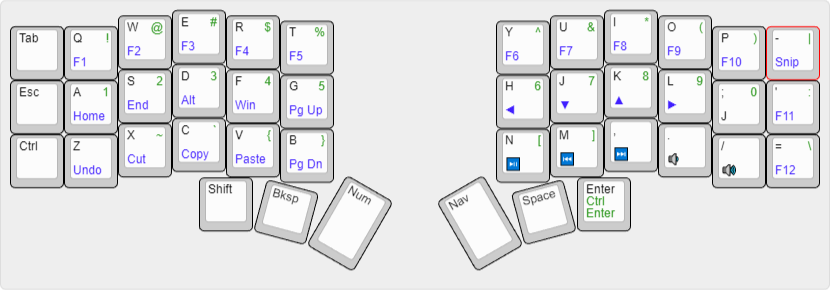 Tab
Q !
F1
W @
F2
E #
F3
R $
F4
T %
F5
Y ^
F6
U &
F7
I *
F8
O (
F9
P )
F10
- |
Snip
Esc
A 1
Home
S 2
End
D 3
Alt
F 4
Win
G 5
Pg Up
H 6
◄
J 7
▼
K 8
▲
L 9
►
; 0
J
' :
F11
Ctrl
Z
Undo
X ~
Cut
C `
Copy
V {
Paste
B }
Pg Dn
N [
⏯
M ]
⏮
,
⏭
.
🔈
/
🔊
= \
F12
Shift
Bksp
Num
Nav
Space
Enter
Ctrl
Enter